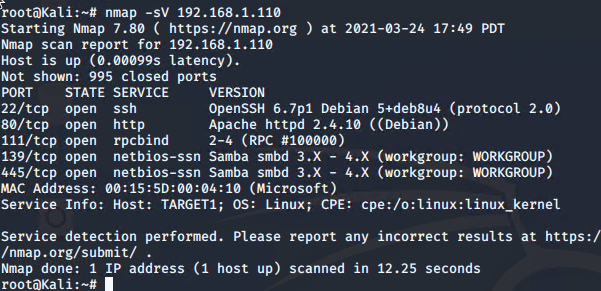 root@Kali:~# nmap -sV 192.168.1.110
Starting Nmap 7.80 ( https://nmap.org ) at 2021-03-24 17:49 PDT
Nmap scan report for 192.168.1.110
Host is up (0.00099s latency).
Not shown: 995 closed ports
PORT    STATE SERVICE     VERSION
22/tcp  open  ssh         OpenSSH 6.7p1 Debian 5+deb8u4 (protocol 2.0)
80/tcp  open  http        Apache httpd 2.4.10 ((Debian))
111/tcp open  rpcbind     2-4 (RPC #100000)
139/tcp open  netbios-ssn Samba smbd 3.X - 4.X (workgroup: WORKGROUP)
445/tcp open  netbios-ssn Samba smbd 3.X - 4.X (workgroup: WORKGROUP)
MAC Address: 00:15:5D:00:04:10 (Microsoft)
Service Info: Host: TARGET1; OS: Linux; CPE: cpe:/o:linux:linux_kernel

Service detection performed. Please report any incorrect results at https:/
/nmap.org/submit/ .
Nmap done: 1 IP address (1 host up) scanned in 12.25 seconds
root@Kali:~#